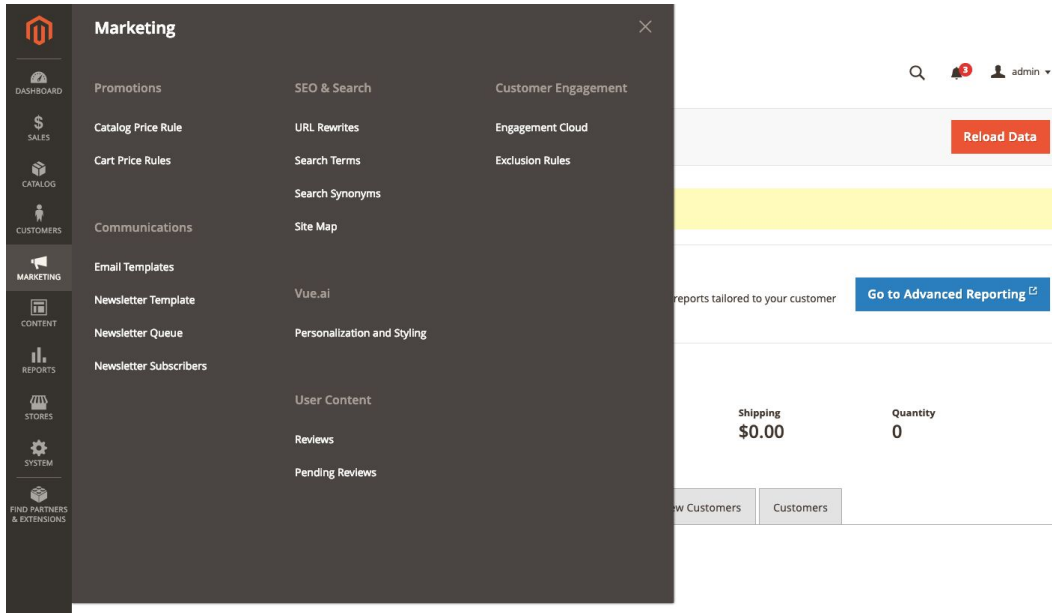 DASHBOARD
SALES
CATALOG
CUSTOMERS
MARKETING
CONTENT
REPORTS
STORES
SYSTEM
FIND PARTNERS
& EXTENSIONS
Marketing
Promotions
Catalog Price Rule
Cart Price Rules
Communications
Email Templates
Newsletter Template
Newsletter Queue
Newsletter Subscribers
SEO & Search
URL Rewrites
Search Terms
Search Synonyms
Site Map
Vue.ai
Personalization and Styling
User Content
Reviews
Pending Reviews
Customer Engagement
Engagement Cloud
Exclusion Rules
3
admin
Reload Data
reports tailored to your customer
Go to Advanced Reporting
Shipping
$0.00
Quantity
0
ew Customers
Customers